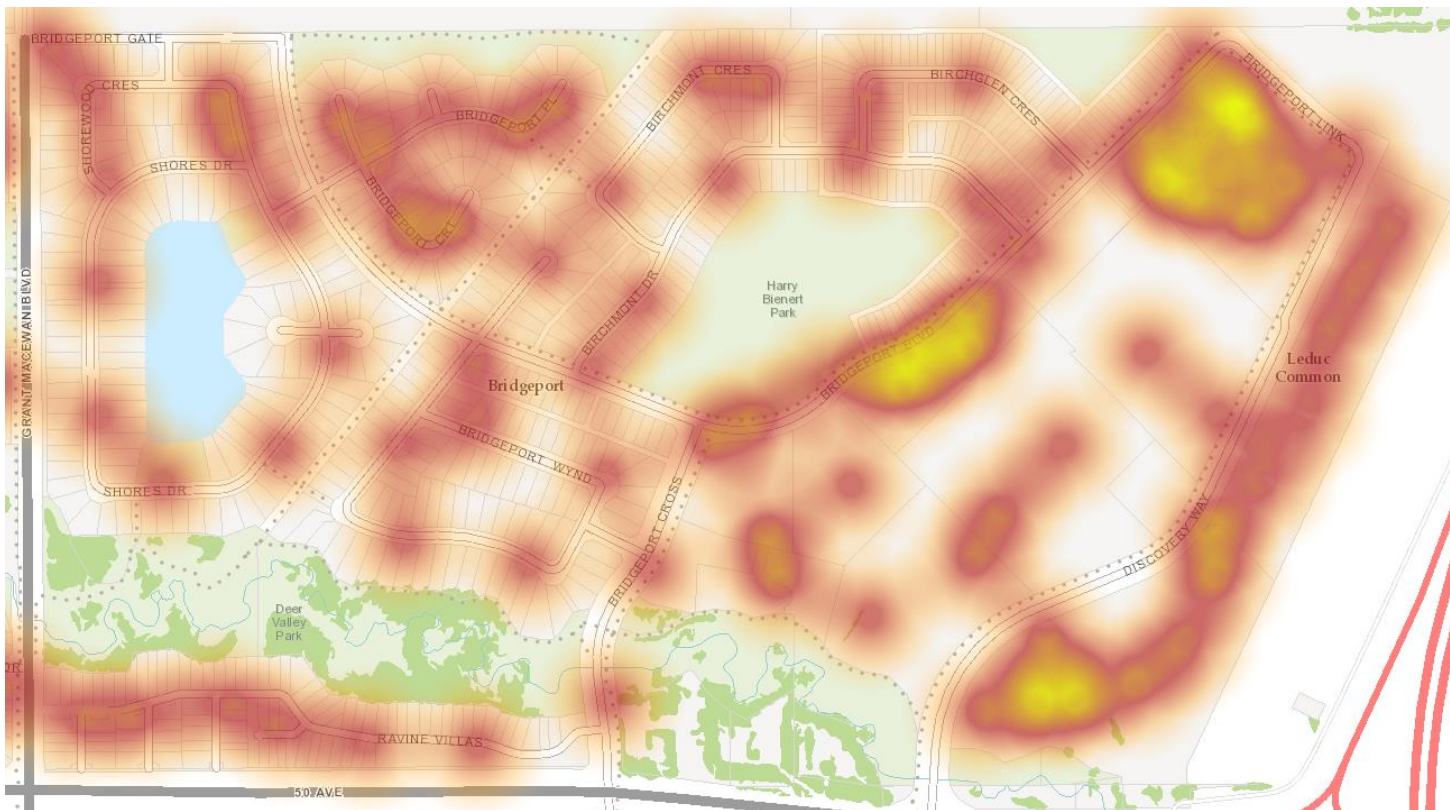 BRIDGEPORT GATE
SHOREWOOD CRES
SHORES DR
BRIDGEPORT PL
BRIDGEPORT CRT
BIRCHMONT CRES
BIRCHGLEN CRES
BRIDGEPORT LINK
GRANT MACEWAN BLVD
BIRCHMONT DR
Harry
Bienert
Park
BRIDGEPORT BLVD
Bridgeport
Leduc
Common
BRIDGEPORT WYND
SHORES DR
BRIDGEPORT CROSS
DISCOVERY WAY
Deer
Valley
Park
DR
RAVINE VILLAS
50 AVE